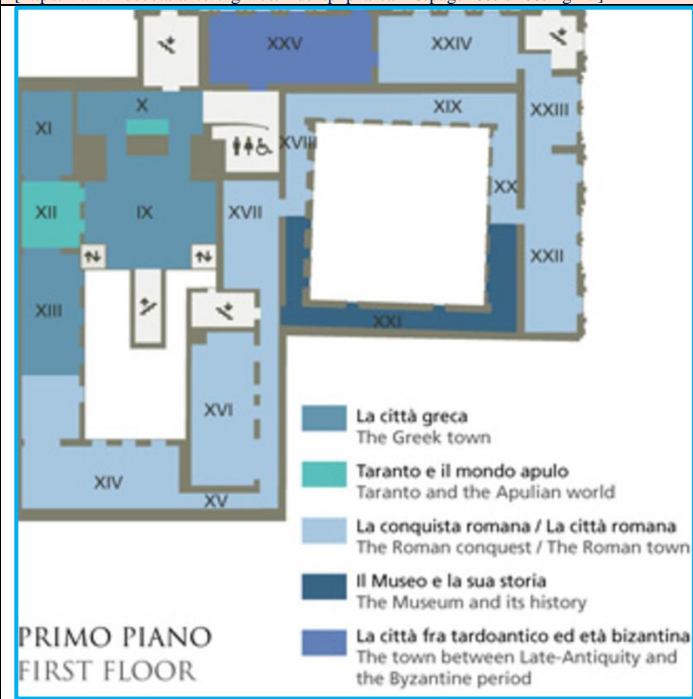 XXV
XXIV
X
XIX
XXIII
XI
XVIII
XX
XII
IX
XVII
XXII
XIII
XXI
XVI
XIV
XV
La città greca
The Greek town
Taranto e il mondo apulo
Taranto and the Apulian world
La conquista romana / La città romana
The Roman conquest / The Roman town
Il Museo e la sua storia
The Museum and its history
La città fra tardoantico ed età bizantina
The town between Late-Antiquity and
the Byzantine period
PRIMO PIANO
FIRST FLOOR